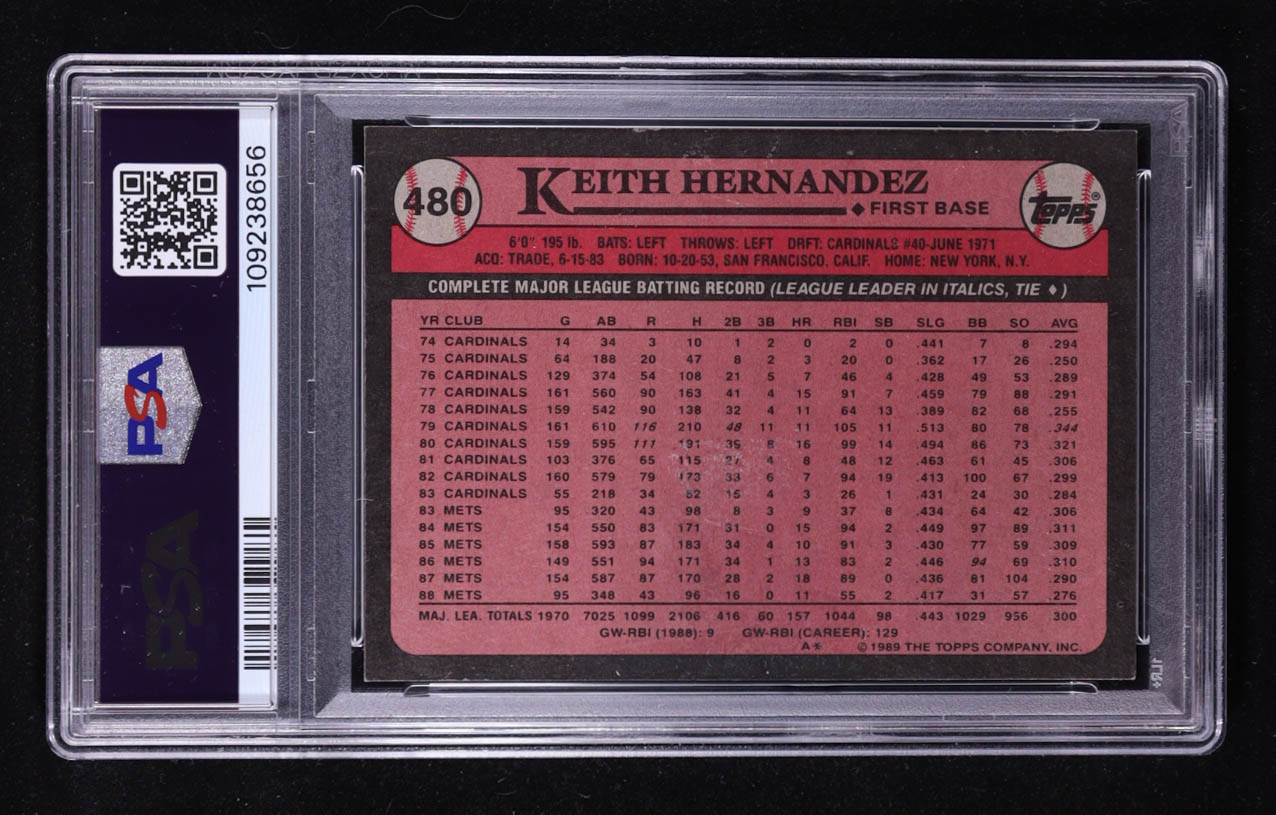 109238656
PSA
PSA
480
KEITH HERNANDEZ
♦ FIRST BASE
TOPPS®
6'0" 195 lb. BATS: LEFT THROWS: LEFT DRFT: CARDINALS #40-JUNE 1971
ACQ: TRADE, 6-15-83 BORN: 10-20-53, SAN FRANCISCO, CALIF. HOME: NEW YORK, N.Y.
COMPLETE MAJOR LEAGUE BATTING RECORD (LEAGUE LEADER IN ITALICS, TIE ♦)
YR CLUB G AB R H 2B 3B HR RBI SB SLG BB SO AVG
74 CARDINALS 14 34 3 10 1 2 0 2 0 .441 7 8 .294
75 CARDINALS 64 188 20 47 8 2 3 20 0 .362 17 26 .250
76 CARDINALS 129 374 54 108 21 5 7 46 4 .428 49 53 .289
77 CARDINALS 161 560 90 163 41 4 15 91 7 .459 79 88 .291
78 CARDINALS 159 542 90 138 32 4 11 64 13 .389 82 68 .255
79 CARDINALS 161 610 116 210 48 11 11 105 11 .513 80 78 .344
80 CARDINALS 159 595 111 191 39 8 16 99 14 .494 86 73 .321
81 CARDINALS 103 376 65 115 27 4 8 48 12 .463 61 45 .306
82 CARDINALS 160 579 79 173 33 6 7 94 19 .413 100 67 .299
83 CARDINALS 55 218 34 62 15 4 3 26 1 .431 24 30 .284
83 METS 95 320 43 98 8 3 9 37 8 .434 64 42 .306
84 METS 154 550 83 171 31 0 15 94 2 .449 97 89 .311
85 METS 158 593 87 183 34 4 10 91 3 .430 77 59 .309
86 METS 149 551 94 171 34 1 13 83 2 .446 94 69 .310
87 METS 154 587 87 170 28 2 18 89 0 .436 81 104 .290
88 METS 95 348 43 96 16 0 11 55 2 .417 31 57 .276
MAJ. LEA. TOTALS 1970 7025 1099 2106 416 60 157 1044 98 .443 1029 956 .300
GW-RBI (1988): 9 GW-RBI (CAREER): 129
A* ©1989 THE TOPPS COMPANY, INC.